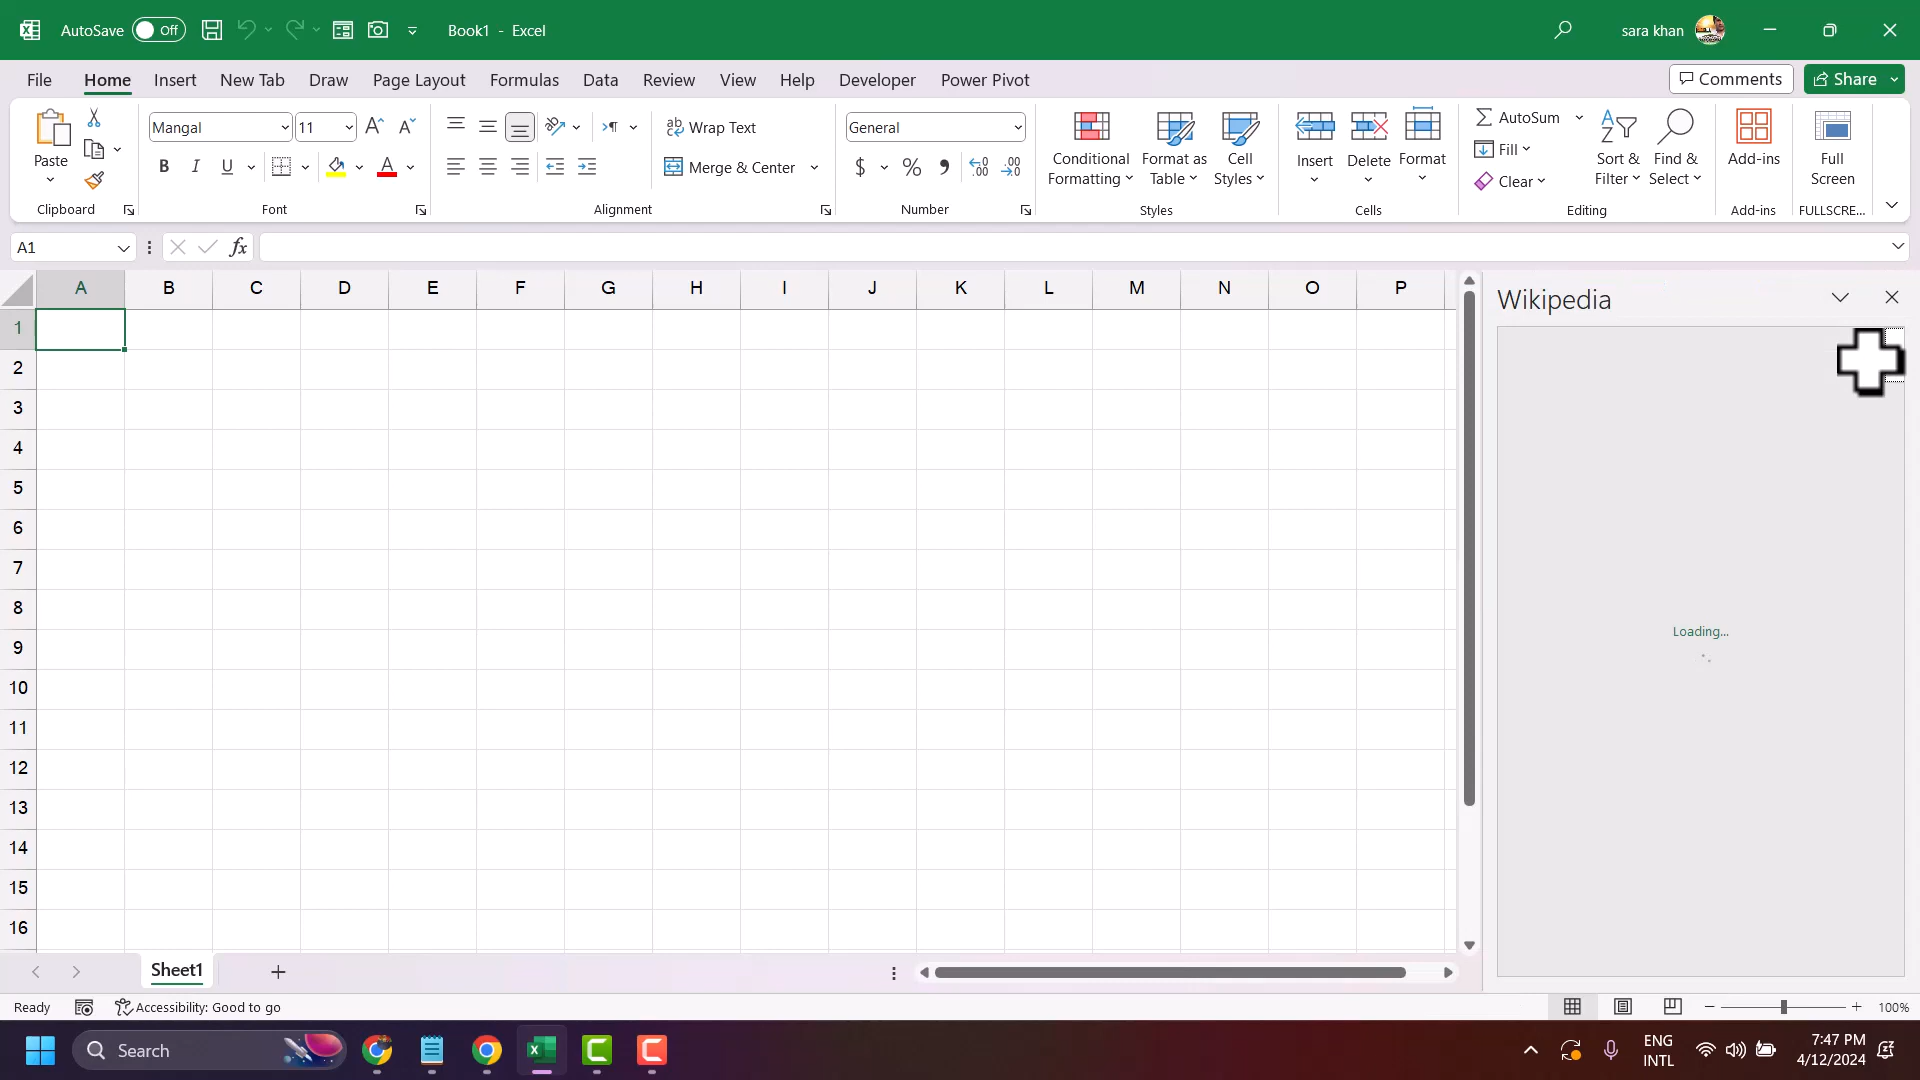 AutoSave Off Book1 - Excel sara khan
File Home Insert New Tab Draw Page Layout Formulas Data Review View Help Developer Power Pivot Comments Share
Mangal 11 Wrap Text General AutoSum
Paste Conditional Format as Cell Insert Delete Format Fill Sort & Find & Add-ins Full
B I U Merge & Center $ % Formatting Table Styles Clear Filter Select Screen
Clipboard Font Alignment Number Styles Cells Editing Add-ins FULLSCRE...
A1 fx
A B C D E F G H I J K L M N O P
Wikipedia
1
2
3
4
5
6
7
8
9
Loading...
10
11
12
13
14
15
16
Sheet1
Ready Accessibility: Good to go 100%
Search ENG 7:47 PM
INTL 4/12/2024